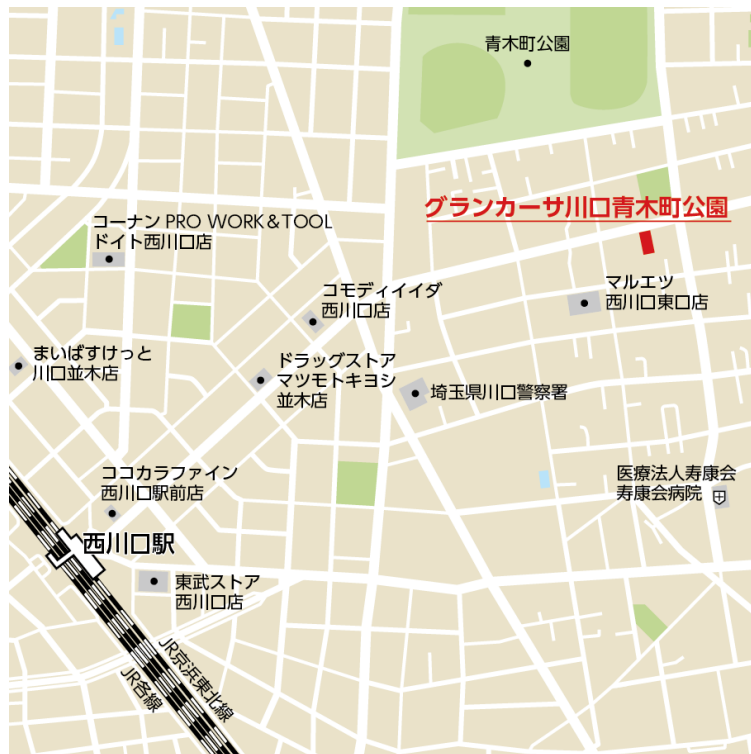 青木町公園
グランカーサ川口青木町公園
コーナン PRO WORK&TOOL
ドイト西川口店
コモディイイダ
西川口店
マルエツ
西川口東口店
まいばすけっと
川口並木店
ドラッグストア
マツモトキヨシ
並木店
埼玉県川口警察署
ココカラファイン
西川口駅前店
医療法人寿康会
寿康会病院
西川口駅
東武ストア
西川口店
JR京浜東北線
JR各線